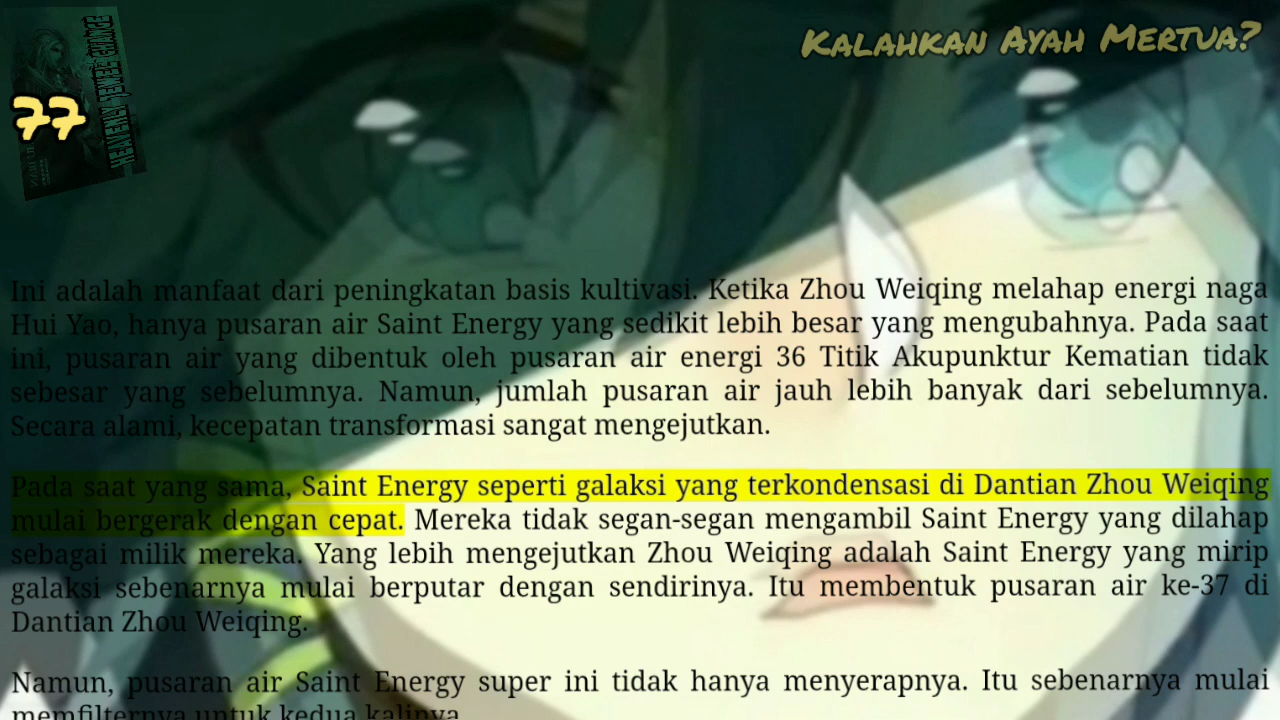 Kalahkan Ayah Mertua?
77
HEAVENLY JEWEL CHANGE
Ini adalah manfaat dari peningkatan basis kultivasi. Ketika Zhou Weiqing melahap energi naga
Hui Yao, hanya pusaran air Saint Energy yang sedikit lebih besar yang mengubahnya. Pada saat
ini, pusaran air yang dibentuk oleh pusaran air energi 36 Titik Akupunktur Kematian tidak
sebesar yang sebelumnya. Namun, jumlah pusaran air jauh lebih banyak dari sebelumnya.
Secara alami, kecepatan transformasi sangat mengejutkan.
Pada saat yang sama, Saint Energy seperti galaksi yang terkondensasi di Dantian Zhou Weiqing
mulai bergerak dengan cepat. Mereka tidak segan-segan mengambil Saint Energy yang dilahap
sebagai milik mereka. Yang lebih mengejutkan Zhou Weiqing adalah Saint Energy yang mirip
galaksi sebenarnya mulai berputar dengan sendirinya. Itu membentuk pusaran air ke-37 di
Dantian Zhou Weiqing.
Namun, pusaran air Saint Energy super ini tidak hanya menyerapnya. Itu sebenarnya mulai
memfilternya untuk kedua kalinya.